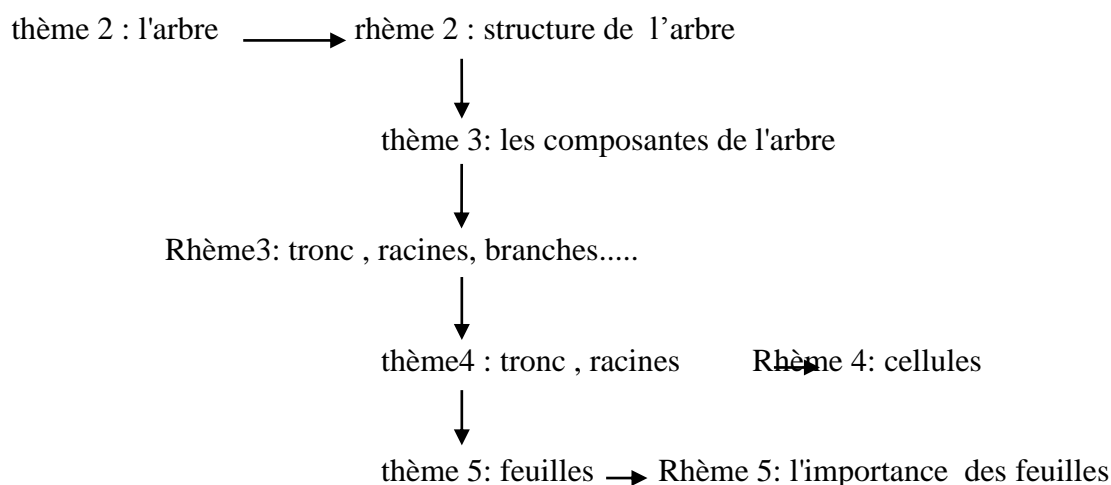 thème 2 : l'arbre rhème 2 : structure de l’arbre
thème 3: les composantes de l'arbre
Rhème3: tronc , racines, branches.....
thème4 : tronc , racines Rhème 4: cellules
thème 5: feuilles Rhème 5: l'importance des feuilles